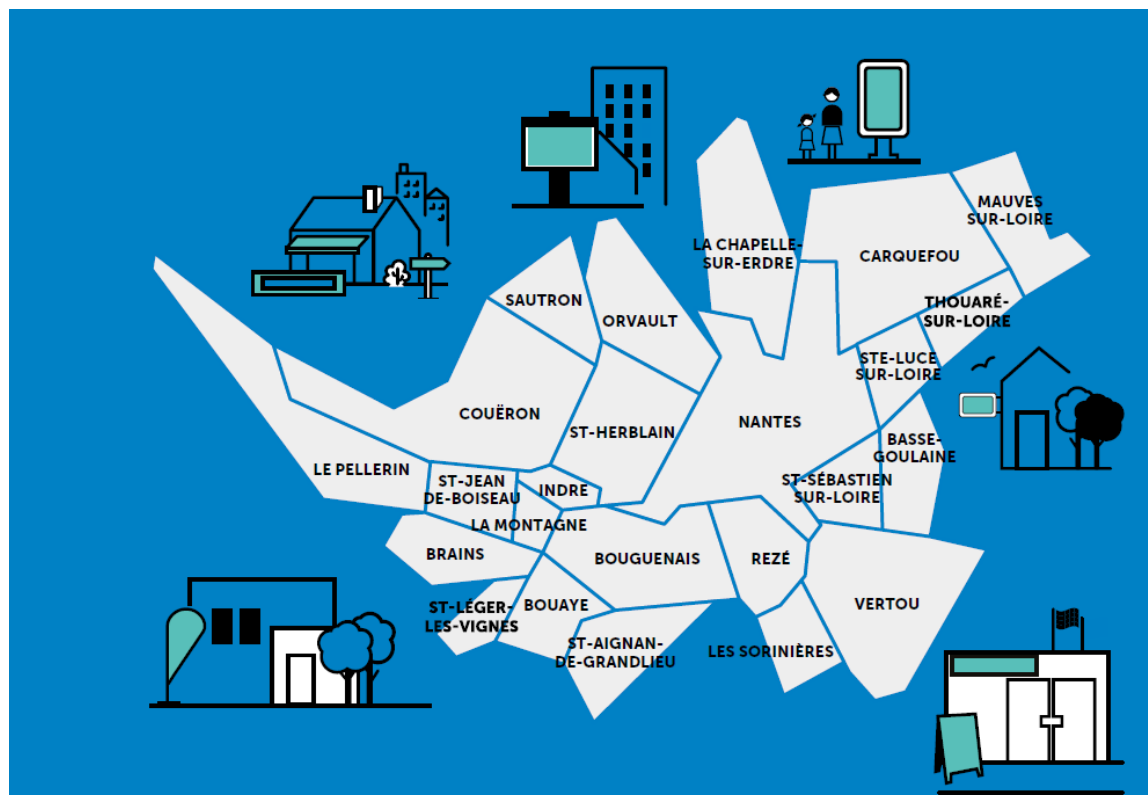 MAUVES
SUR-LOIRE
LA CHAPELLE-
SUR-ERDRE
CARQUEFOU
SAUTRON
THOUARÉ-
SUR-LOIRE
ORVAULT
STE-LUCE
SUR-LOIRE
COUËRON
NANTES
ST-HERBLAIN
BASSE-
GOULAINE
LE PELLERIN
ST-JEAN
DE-BOISEAU
INDRE
ST-SÉBASTIEN
SUR-LOIRE
LA MONTAGNE
BRAINS
BOUGUENAIS
REZÉ
ST-LÉGER-
LES-VIGNES
BOUAYE
VERTOU
ST-AIGNAN-
DE-GRANDLIEU
LES SORINIÈRES